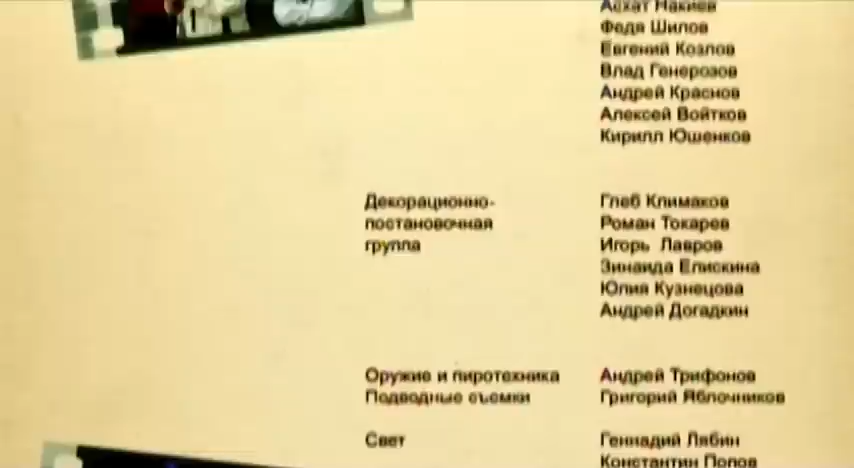 Асхат Накиев
Федя Шилов
Евгений Козлов
Влад Генерозов
Андрей Краснов
Алексей Войтков
Кирилл Юшенков
Декорационно-
постановочная
группа
Глеб Климаков
Роман Токарев
Игорь Лавров
Зинаида Елискина
Юлия Кузнецова
Андрей Догадкин
Оружие и пиротехника Андрей Трифонов
Подводные съемки Григорий Яблочников
Свет Геннадий Лябин
Константин Попов